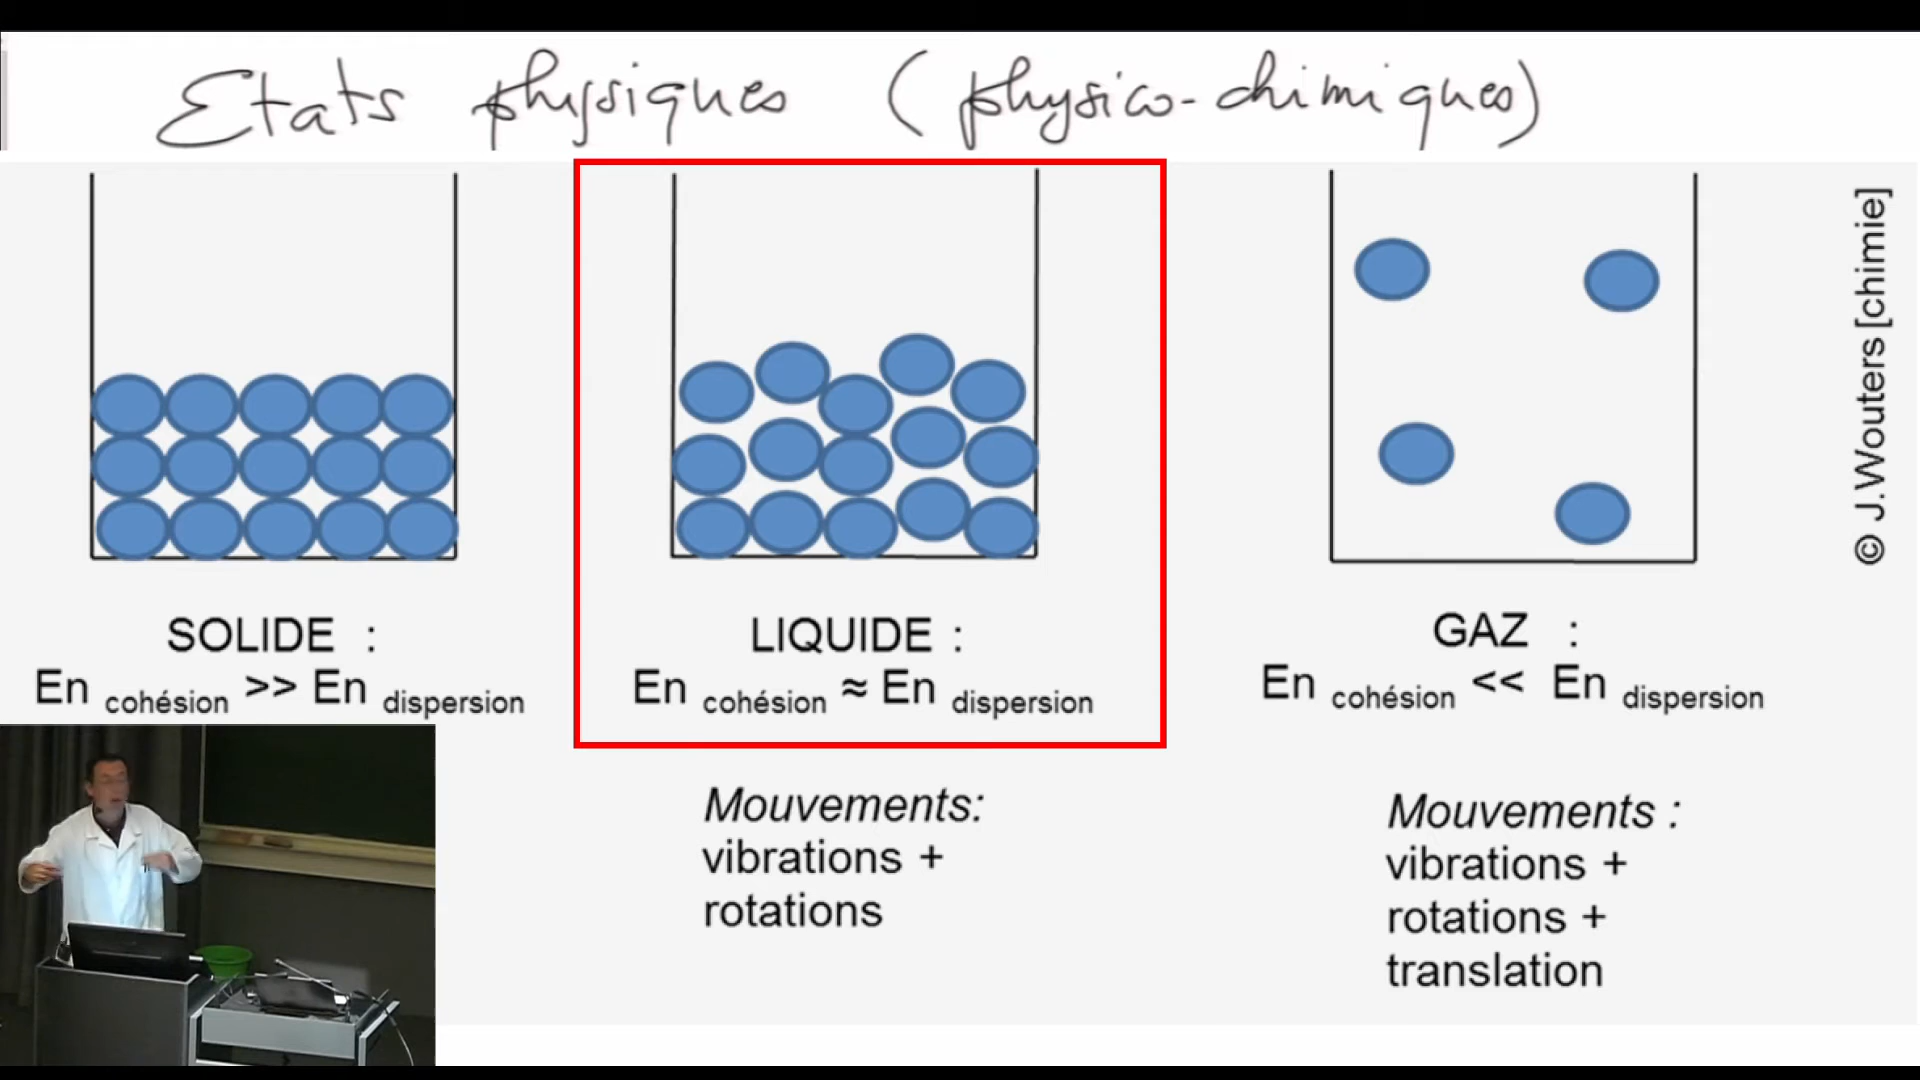 Etats physiques (physico-chimiques)
SOLIDE :
En cohésion >> En dispersion
LIQUIDE :
En cohésion ≈ En dispersion
Mouvements:
vibrations +
rotations
GAZ :
En cohésion << En dispersion
Mouvements :
vibrations +
rotations +
translation
© J.Wouters [chimie]